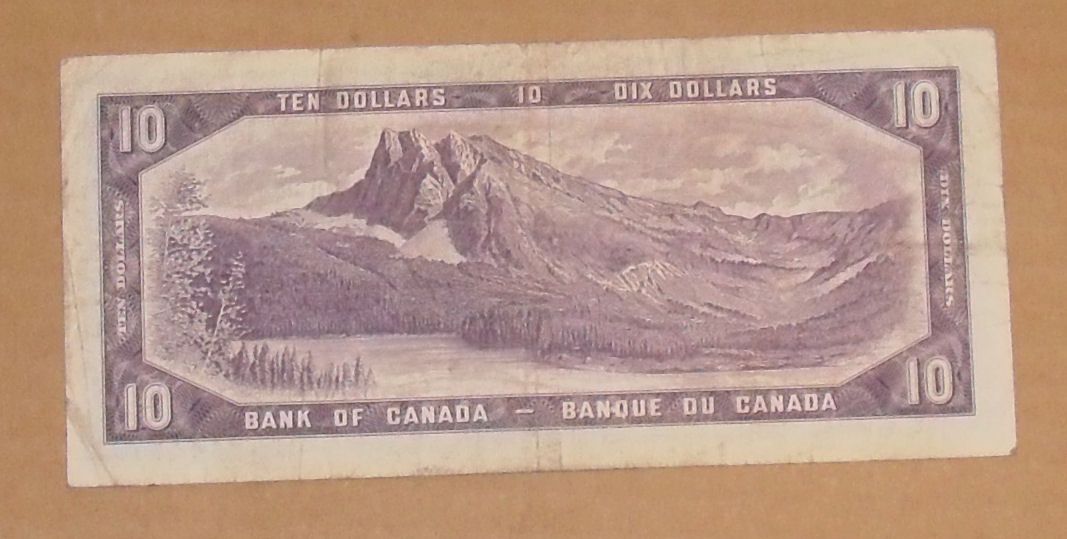 10 TEN DOLLARS 10 DIX DOLLARS 10
TEN DOLLARS
DIX DOLLARS
10 BANK OF CANADA — BANQUE DU CANADA 10